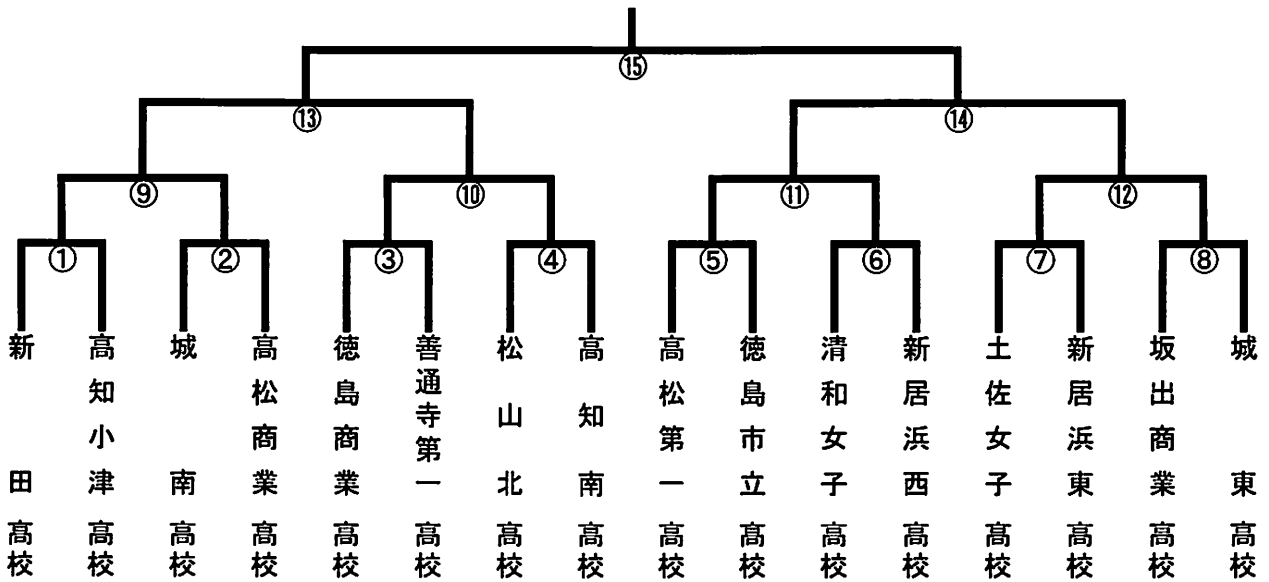 ⑮
⑬
⑭
⑨
⑩
⑪
⑫
①
②
③
④
⑤
⑥
⑦
⑧
新田高校
高知小津高校
城南高校
高松商業高校
徳島商業高校
善通寺第一高校
松山北高校
高知南高校
高松第一高校
徳島市立高校
清和女子高校
新居浜西高校
土佐女子高校
新居浜東高校
坂出商業高校
城東高校